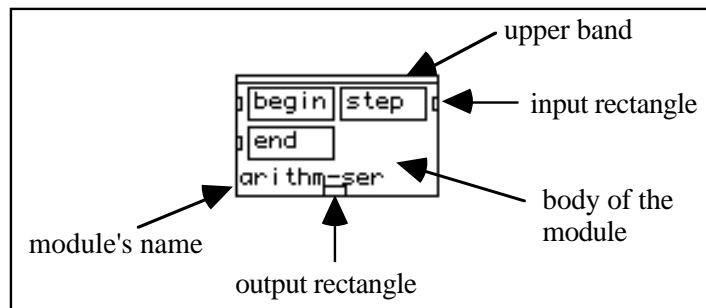 upper band
begin step
input rectangle
end
arithm-ser
body of the
module
module's name
output rectangle